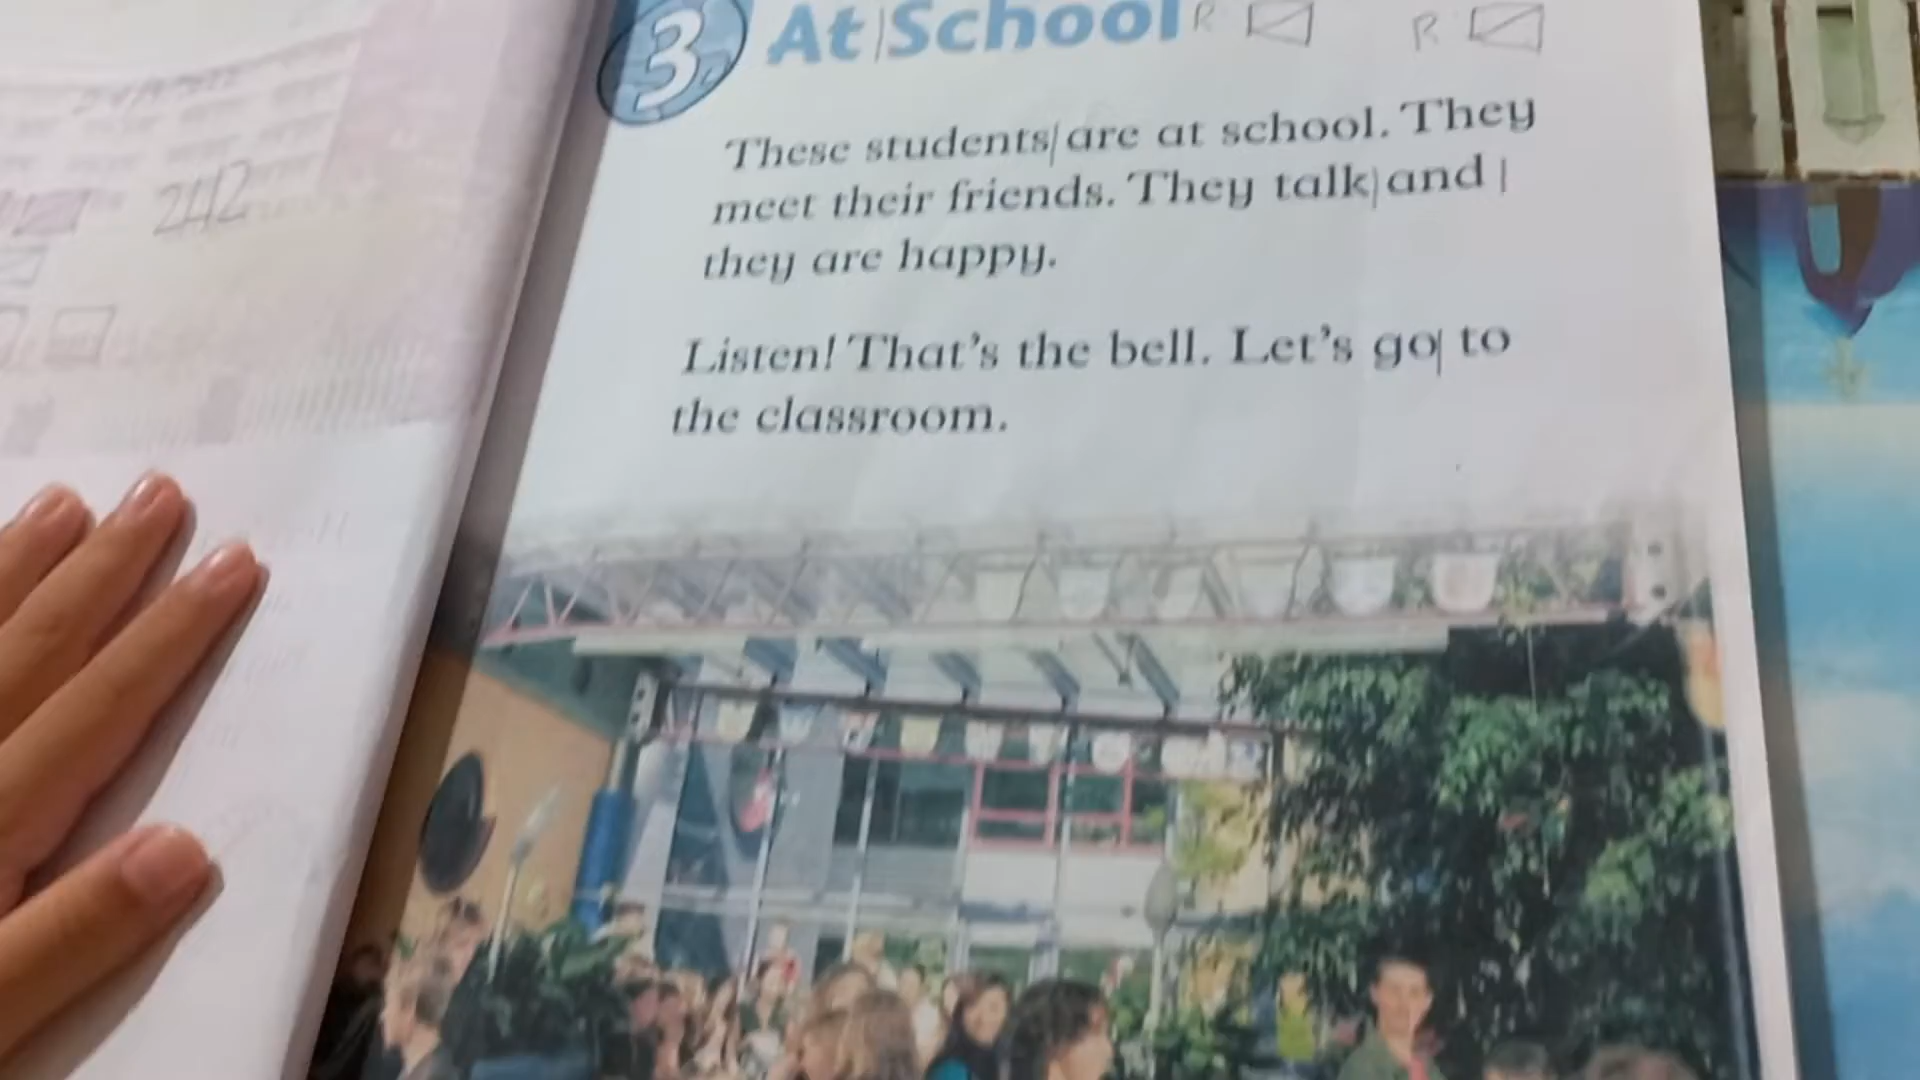 3 At School R R
These students are at school. They
meet their friends. They talk and
they are happy.
Listen! That's the bell. Let's go to
the classroom.
242